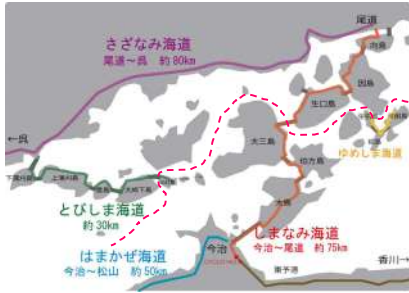 尾道
さざなみ海道
尾道～呉 約80km
向島
因島
生口島
←呉
大三島
伯方島
ゆめしま海道
とびしま海道
約30km
大島
しまなみ海道
今治～尾道 約75km
はまかぜ海道
今治～松山 約50km
今治
香川→
東予港